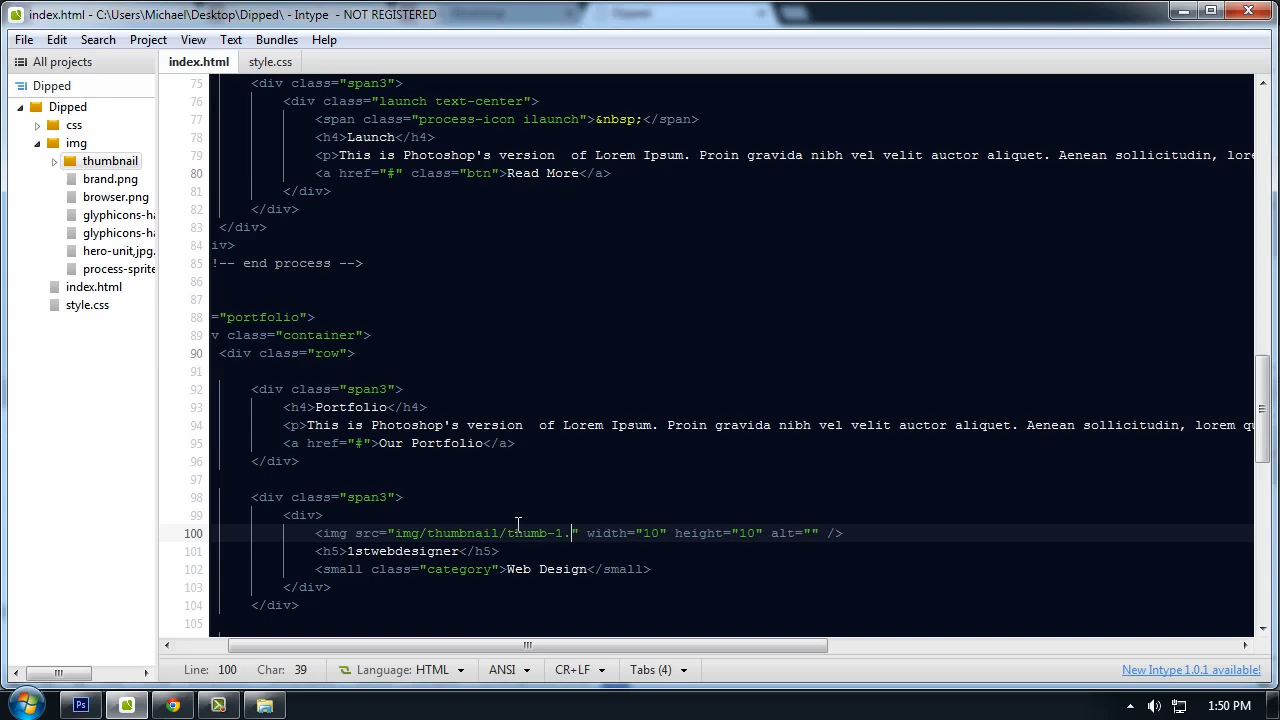 index.html - C:\Users\Michael\Desktop\Dipped\ - Intype - NOT REGISTERED
Dipped
File Edit Search Project View Text Bundles Help
All projects
index.html style.css
Dipped
Dipped
css
img
thumbnail
brand.png
browser.png
glyphicons-ha
glyphicons-ha
hero-unit,jpg.
process-sprite
index.html
style.css
75 <div class="span3">
76 <div class="launch text-center">
77 <span class="process-icon ilaunch">&nbsp;</span>
78 <h4>Launch</h4>
79 <p>This is Photoshop's version of Lorem Ipsum. Proin gravida nibh vel velit auctor aliquet. Aenean sollicitudin, lore
80 <a href="#" class="btn">Read More</a>
81 </div>
82 </div>
83 </div>
84 iv>
85 !-- end process -->
86
87
88 ="portfolio">
89 v class="container">
90 <div class="row">
91
92 <div class="span3">
93 <h4>Portfolio</h4>
94 <p>This is Photoshop's version of Lorem Ipsum. Proin gravida nibh vel velit auctor aliquet. Aenean sollicitudin, lorem qu
95 <a href="#">Our Portfolio</a>
96 </div>
97
98 <div class="span3">
99 <div>
100 <img src="img/thumbnail/thumb-1." width="10" height="10" alt="" />
101 <h5>1stwebdesigner</h5>
102 <small class="category">Web Design</small>
103 </div>
104 </div>
105
Line: 100 Char: 39 Language: HTML ANSI CR+LF Tabs (4) New Intype 1.0.1 available!
Ps 1:50 PM